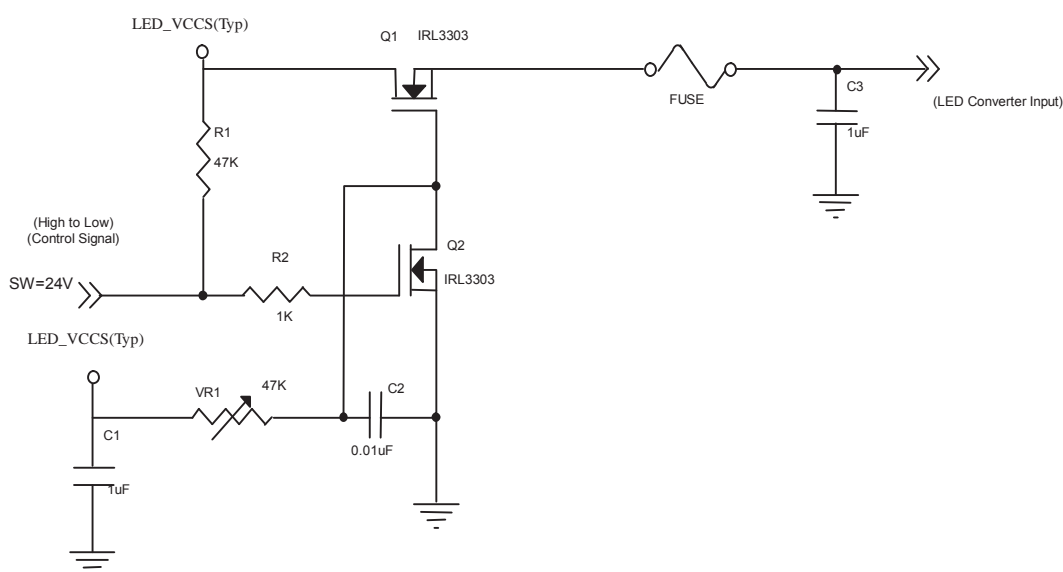 LED_VCCS(Typ)
Q1 IRL3303
FUSE
C3
(LED Converter Input)
1uF
R1
47K
(High to Low)
(Control Signal)
SW=24V
R2
1K
Q2
IRL3303
LED_VCCS(Typ)
VR1
47K
C2
0.01uF
C1
1uF